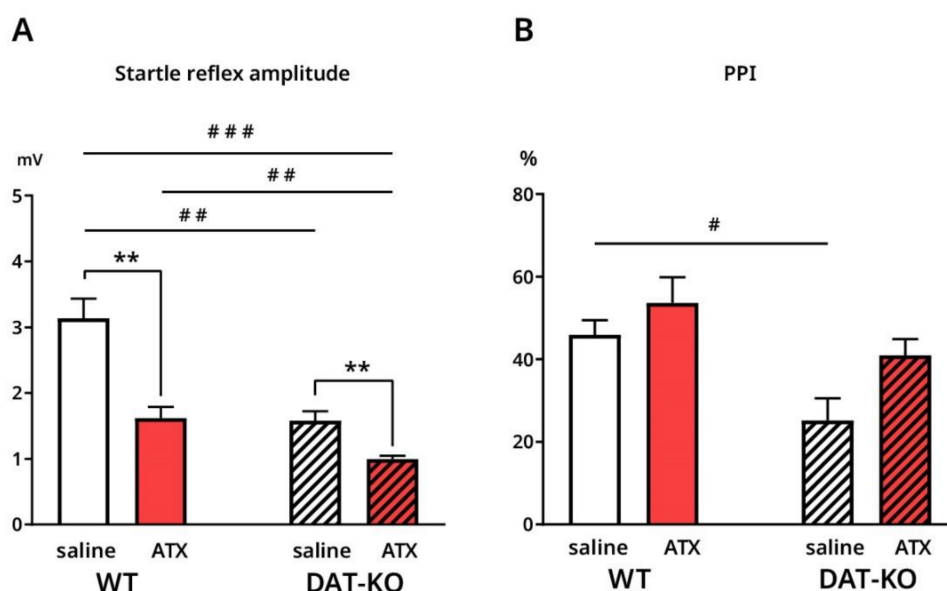 A
Startle reflex amplitude
# # #
mV
# #
5
# #
4
**
3
2
**
1
0
saline ATX saline ATX
WT DAT-KO
B
PPI
%
80
#
60
40
20
0
saline ATX saline ATX
WT DAT-KO